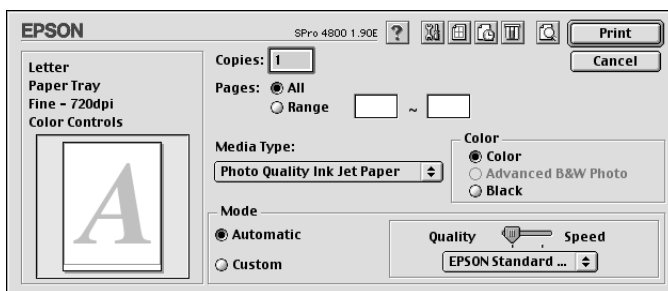 EPSON
SPro 4800 1.90E ?
Print
Cancel
Letter
Paper Tray
Fine - 720dpi
Color Controls
A
Copies: 1
Pages: All
Range ~
Media Type:
Photo Quality Ink Jet Paper
Color
Color
Advanced B&W Photo
Black
Mode
Automatic
Custom
Quality Speed
EPSON Standard ...